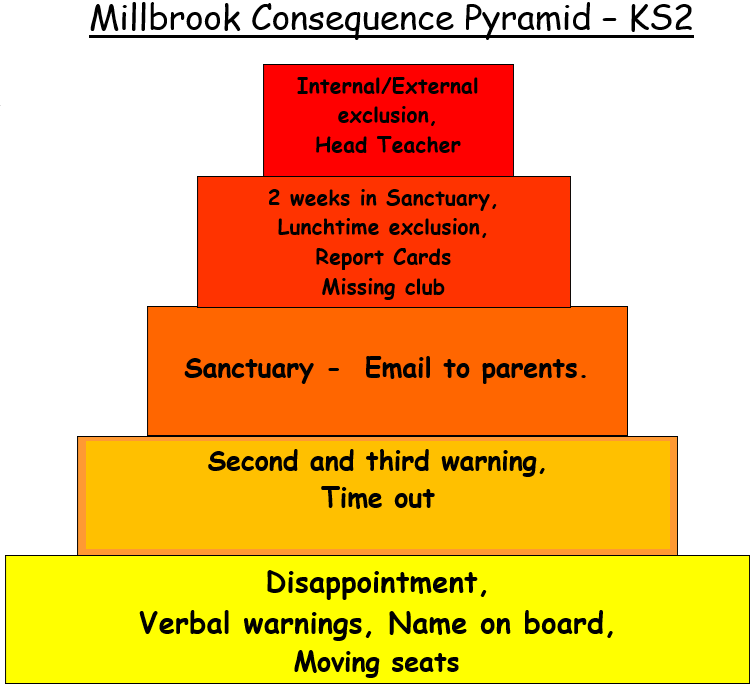 Millbrook Consequence Pyramid – KS2
Internal/External
exclusion,
Head Teacher
2 weeks in Sanctuary,
Lunchtime exclusion,
Report Cards
Missing club
Sanctuary -  Email to parents.
Second and third warning,
Time out
Disappointment,
Verbal warnings, Name on board,
Moving seats